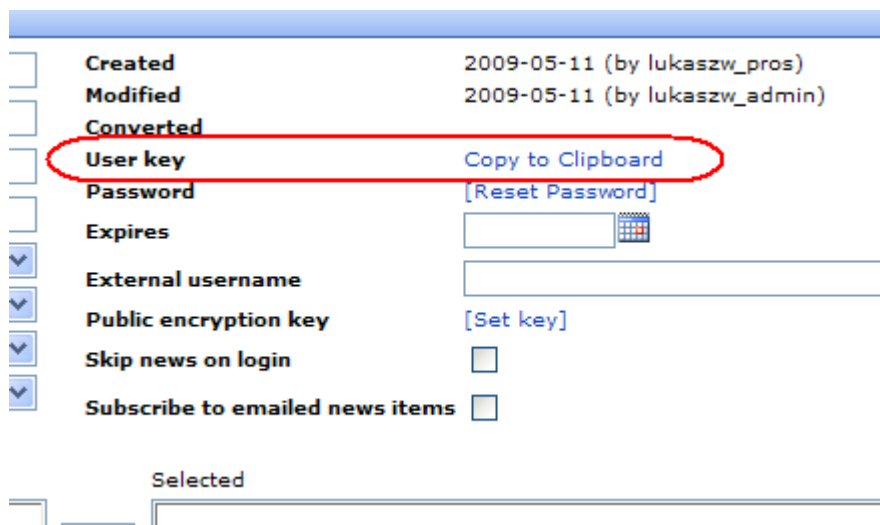 Created 2009-05-11 (by lukaszw_pros)
Modified 2009-05-11 (by lukaszw_admin)
Converted
User key Copy to Clipboard
Password [Reset Password]
Expires
External username
Public encryption key [Set key]
Skip news on login
Subscribe to emailed news items
Selected